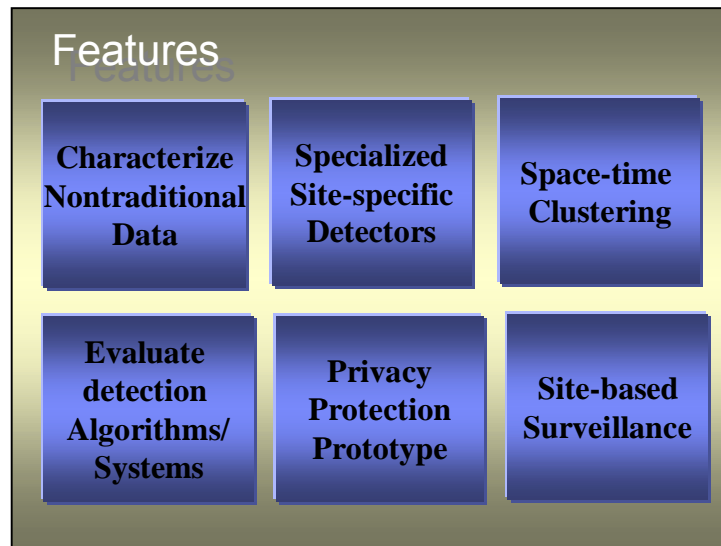 Features
Characterize
Nontraditional
Data
Specialized
Site-specific
Detectors
Space-time
Clustering
Evaluate
detection
Algorithms/
Systems
Privacy
Protection
Prototype
Site-based
Surveillance